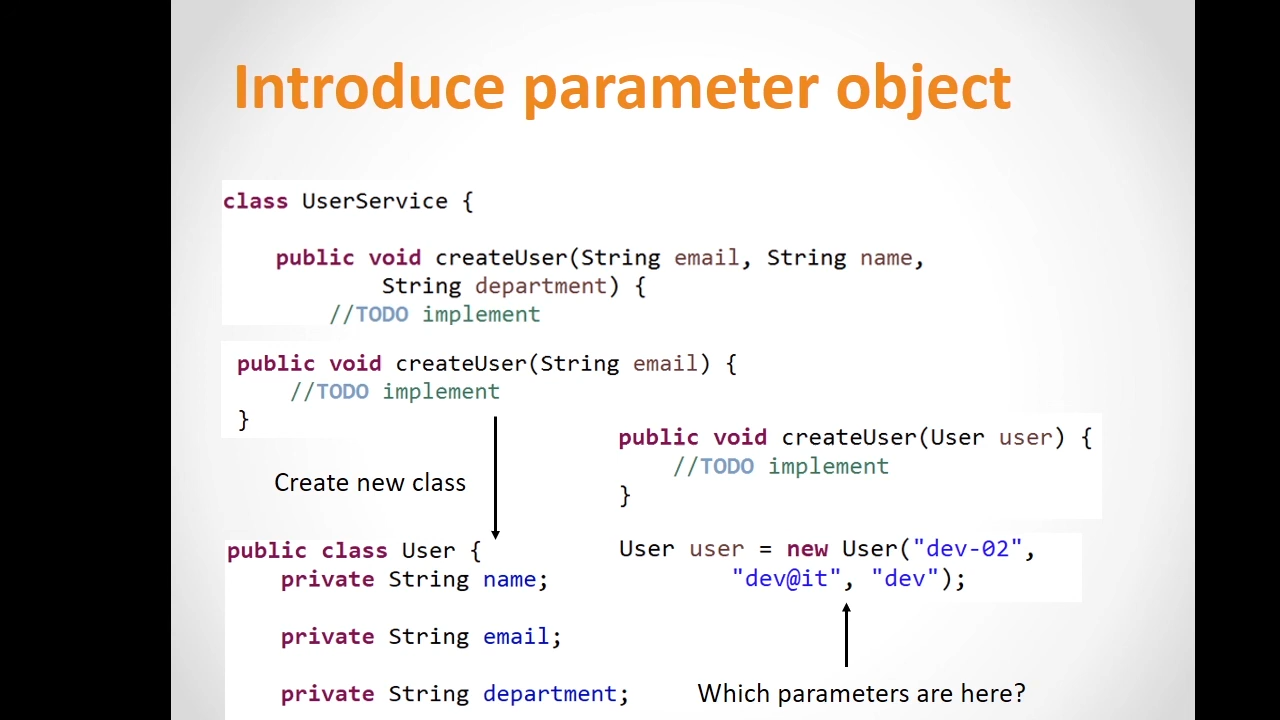 Introduce parameter object
class UserService {
public void createUser(String email, String name,
String department) {
//TODO implement
public void createUser(String email) {
//TODO implement
}
Create new class
public class User {
private String name;
private String email;
private String department;
public void createUser(User user) {
//TODO implement
}
User user = new User("dev-02",
"dev@it", "dev");
Which parameters are here?